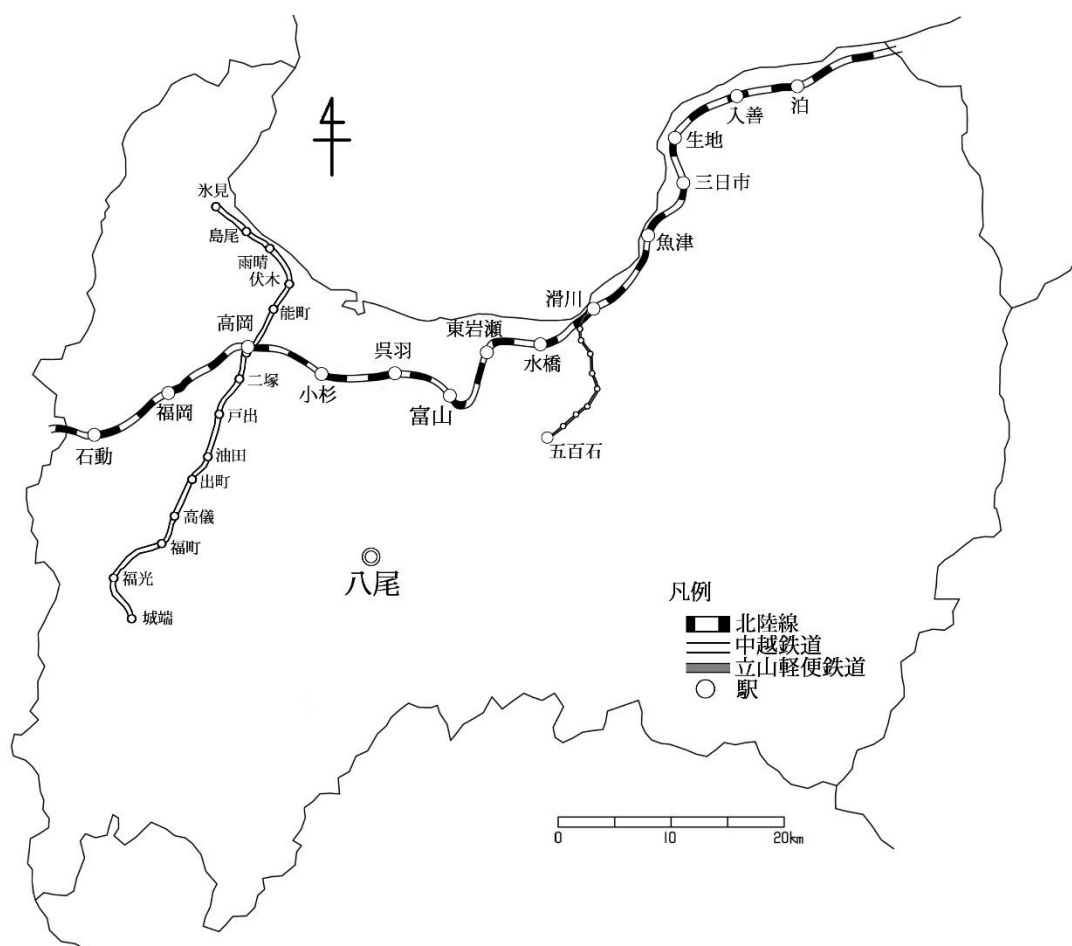 泊
入善
生地
三日市
魚津
滑川
東岩瀬
水橋
氷見
島尾
雨晴
伏木
能町
高岡
呉羽
小杉
富山
二塚
福岡
戸出
石動
油田
五百石
出町
高儀
福町
福光
城端
八尾
凡例
北陸線
中越鉄道
立山軽便鉄道
駅
0 10 20km